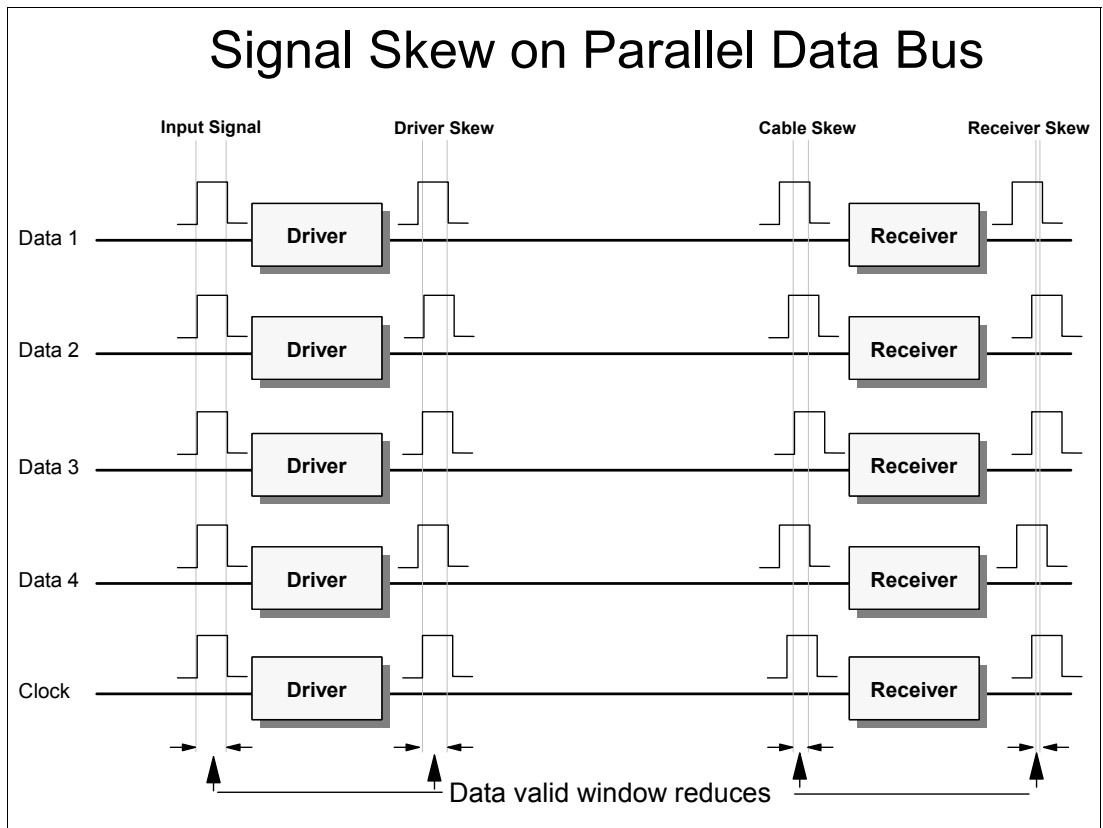 Signal Skew on Parallel Data Bus
Input Signal
Driver Skew
Cable Skew
Receiver Skew
Data 1
Driver
Receiver
Data 2
Driver
Receiver
Data 3
Driver
Receiver
Data 4
Driver
Receiver
Clock
Driver
Receiver
Data valid window reduces